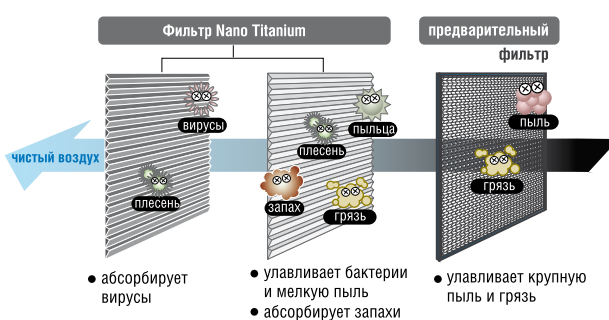 Фильтр Nano Titanium
предварительный
фильтр
вирусы
плесень
чистый воздух
пыльца
плесень
запах
грязь
пыль
грязь
● абсорбирует
вирусы
● улавливает бактерии
и мелкую пыль
● абсорбирует запахи
● улавливает крупную
пыль и грязь